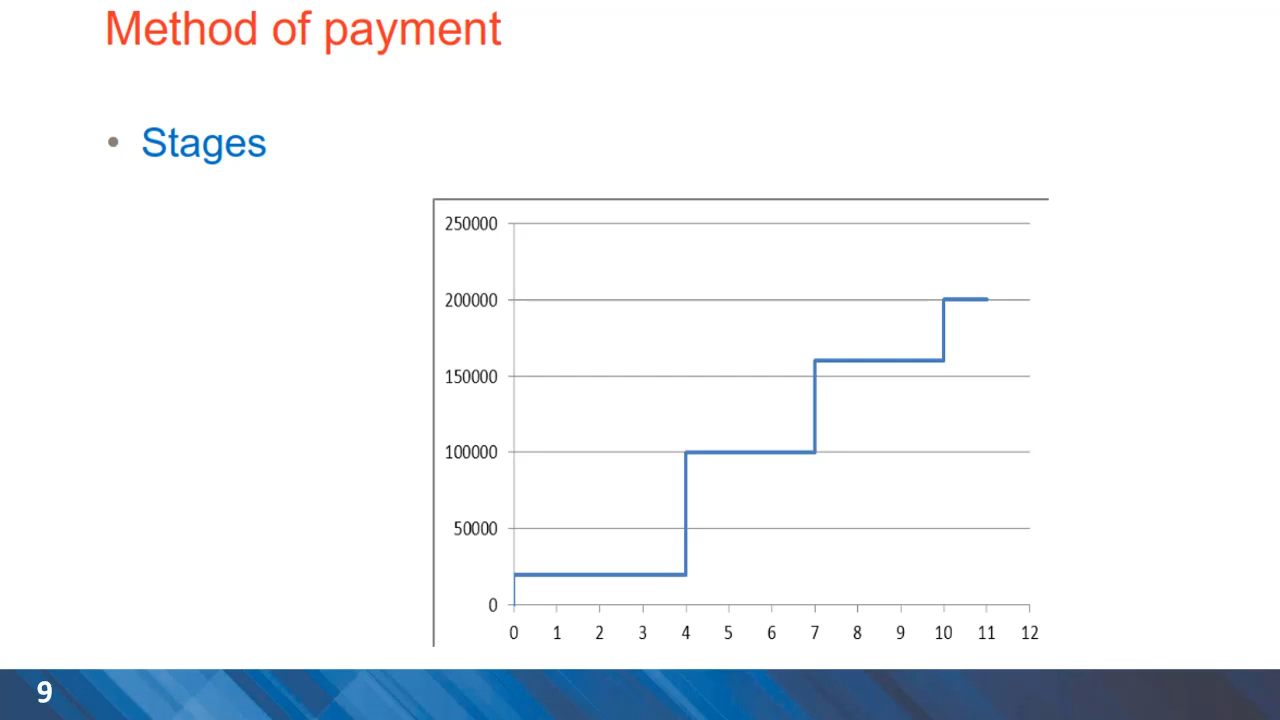 Method of payment
• Stages
250000
200000
150000
100000
50000
0
0 1 2 3 4 5 6 7 8 9 10 11 12
9